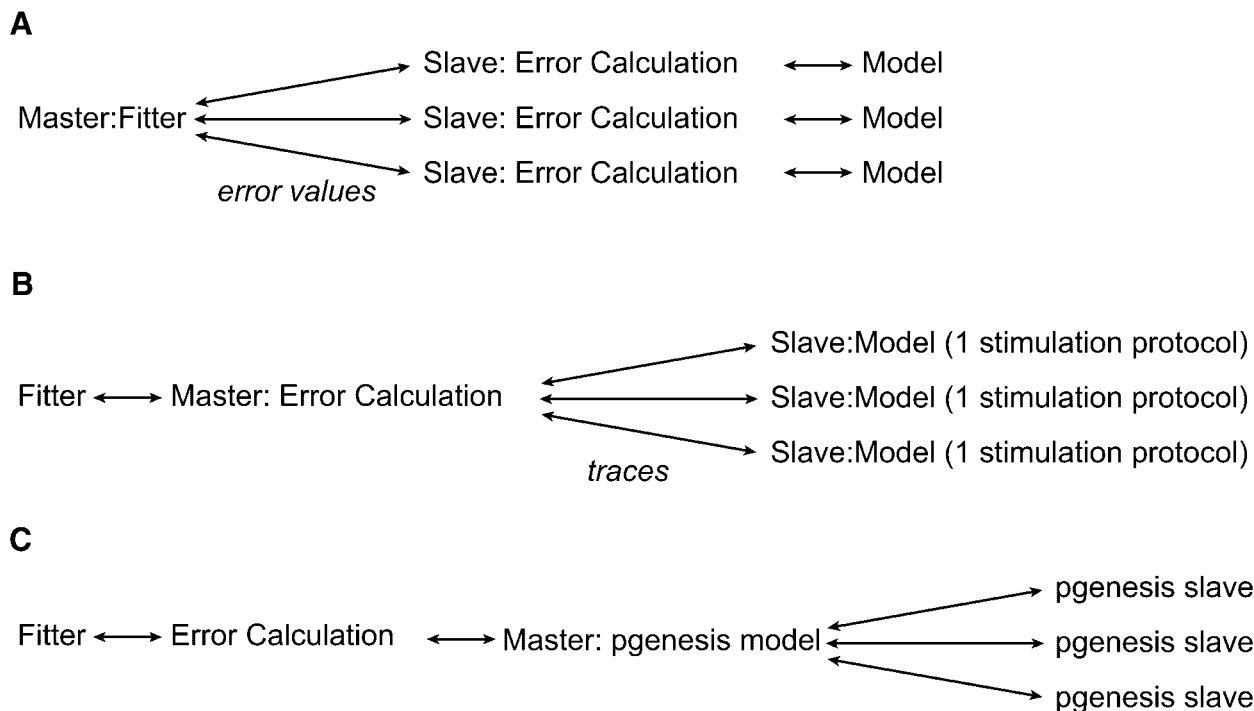 A
Slave: Error Calculation Model
Master:Fitter Slave: Error Calculation Model
Slave: Error Calculation Model
error values
B
Slave:Model (1 stimulation protocol)
Fitter Master: Error Calculation Slave:Model (1 stimulation protocol)
Slave:Model (1 stimulation protocol)
traces
C
pgenesis slave
Fitter Error Calculation Master: pgenesis model pgenesis slave
pgenesis slave